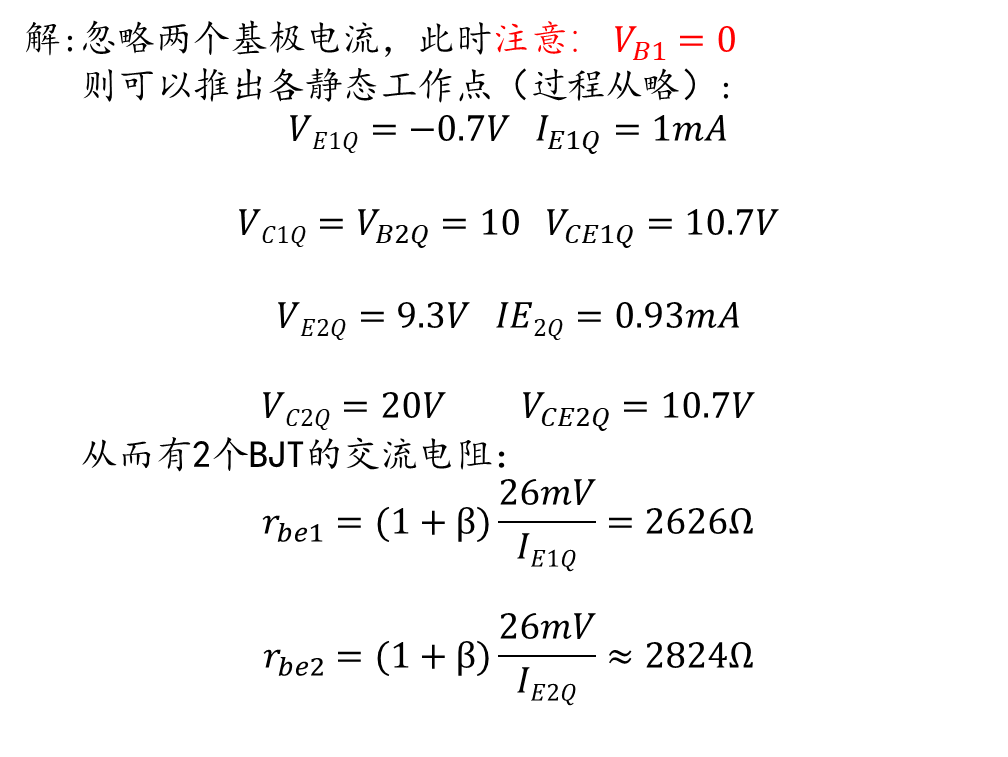 解:忽略两个基极电流，此时注意: V_{B1} = 0
则可以推出各静态工作点（过程从略）:
V_{E1Q} = −0.7V I_{E1Q} = 1mA
V_{C1Q} = V_{B2Q} = 10 V_{CE1Q} = 10.7V
V_{E2Q} = 9.3V IE_{2Q} = 0.93mA
V_{C2Q} = 20V V_{CE2Q} = 10.7V
从而有2个BJT的交流电阻:
r_{be1} = (1 + β) \frac{26mV}{I_{E1Q}} = 2626Ω
r_{be2} = (1 + β) \frac{26mV}{I_{E2Q}} ≈ 2824Ω